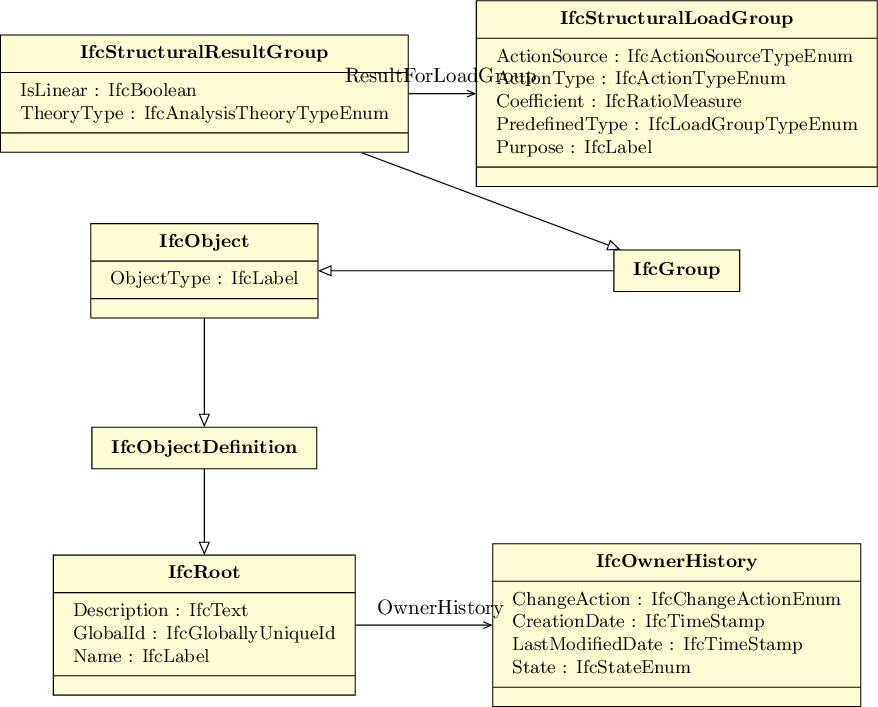 IfcStructuralResultGroup
IsLinear : IfcBoolean
TheoryType : IfcAnalysisTheoryTypeEnum
ResultForLoadGroup
IfcStructuralLoadGroup
ActionSource : IfcActionSourceTypeEnum
ActionType : IfcActionTypeEnum
Coefficient : IfcRatioMeasure
PredefinedType : IfcLoadGroupTypeEnum
Purpose : IfcLabel
IfcObject
ObjectType : IfcLabel
IfcGroup
IfcObjectDefinition
IfcRoot
Description : IfcText
GlobalId : IfcGloballyUniqueId
Name : IfcLabel
OwnerHistory
IfcOwnerHistory
ChangeAction : IfcChangeActionEnum
CreationDate : IfcTimeStamp
LastModifiedDate : IfcTimeStamp
State : IfcStateEnum